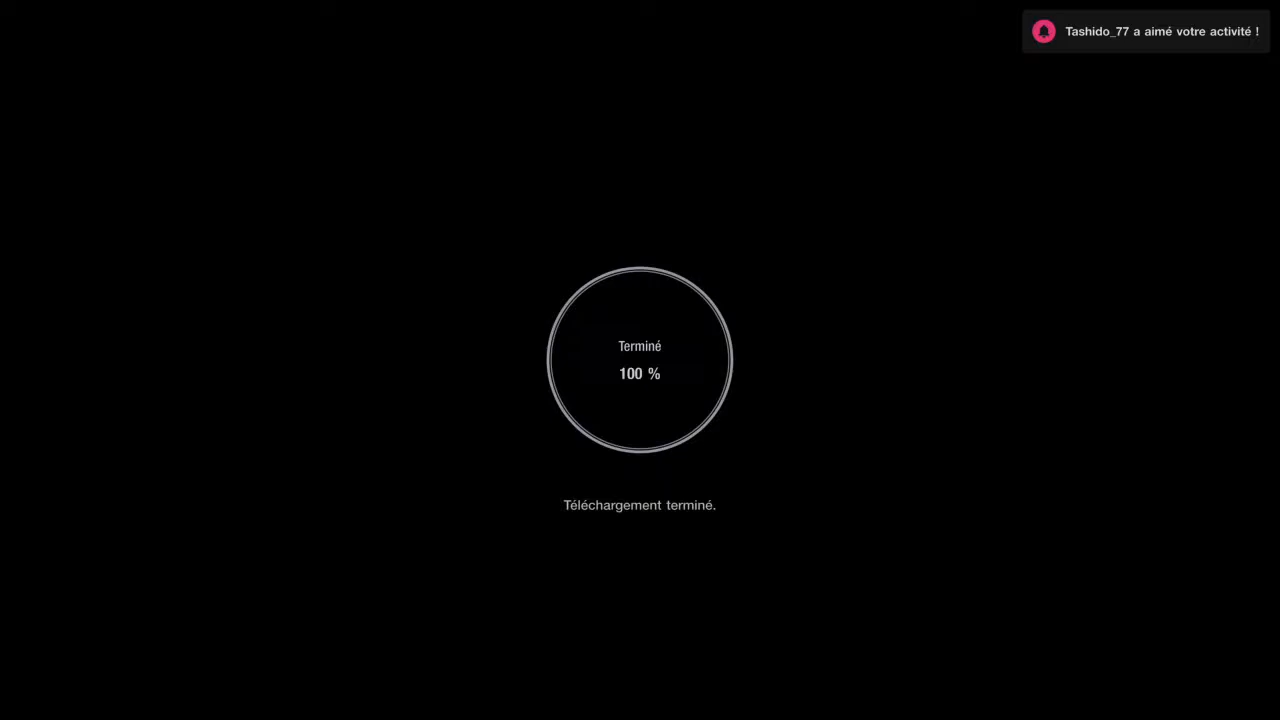 Tashido_77 a aimé votre activité !
Terminé
100 %
Téléchargement terminé.